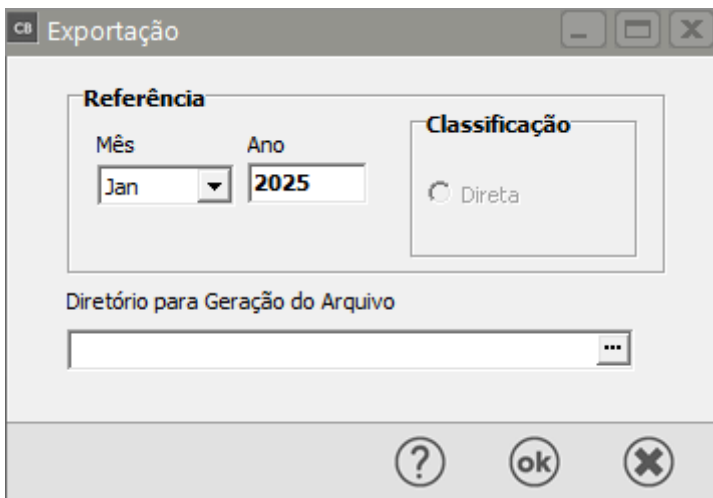 CB Exportação
Referência
Mês
Ano
Jan
2025
Classificação
Direta
Diretório para Geração do Arquivo
...
?
ok